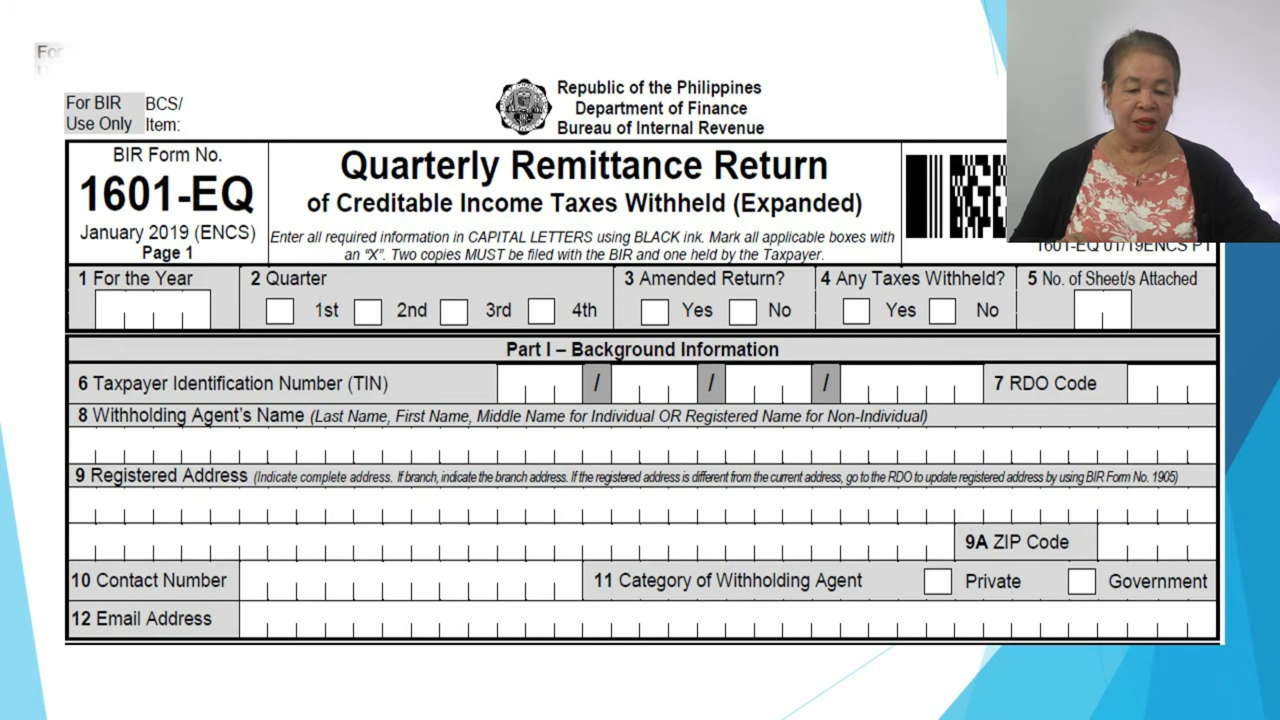 For
For BIR
Use Only
BCS/
Item:
Republic of the Philippines
Department of Finance
Bureau of Internal Revenue
BIR Form No.
1601-EQ
January 2019 (ENCS)
Page 1
Quarterly Remittance Return
of Creditable Income Taxes Withheld (Expanded)
Enter all required information in CAPITAL LETTERS using BLACK ink. Mark all applicable boxes with
an “X”. Two copies MUST be filed with the BIR and one held by the Taxpayer.
1601-EQ 01/19ENCS P1
1 For the Year
2 Quarter
1st 2nd 3rd 4th
3 Amended Return?
Yes No
4 Any Taxes Withheld?
Yes No
5 No. of Sheet/s Attached
Part I – Background Information
6 Taxpayer Identification Number (TIN) / / / 7 RDO Code
8 Withholding Agent’s Name (Last Name, First Name, Middle Name for Individual OR Registered Name for Non-Individual)
9 Registered Address (Indicate complete address. If branch, indicate the branch address. If the registered address is different from the current address, go to the RDO to update registered address by using BIR Form No. 1905)
9A ZIP Code
10 Contact Number 11 Category of Withholding Agent Private Government
12 Email Address